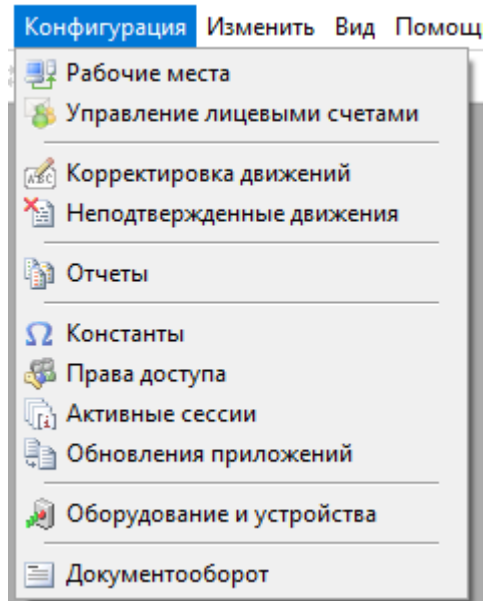 Конфигурация Изменить Вид Помощ
Рабочие места
Управление лицевыми счетами
Корректировка движений
Неподтвержденные движения
Отчеты
Константы
Права доступа
Активные сессии
Обновления приложений
Оборудование и устройства
Документооборот